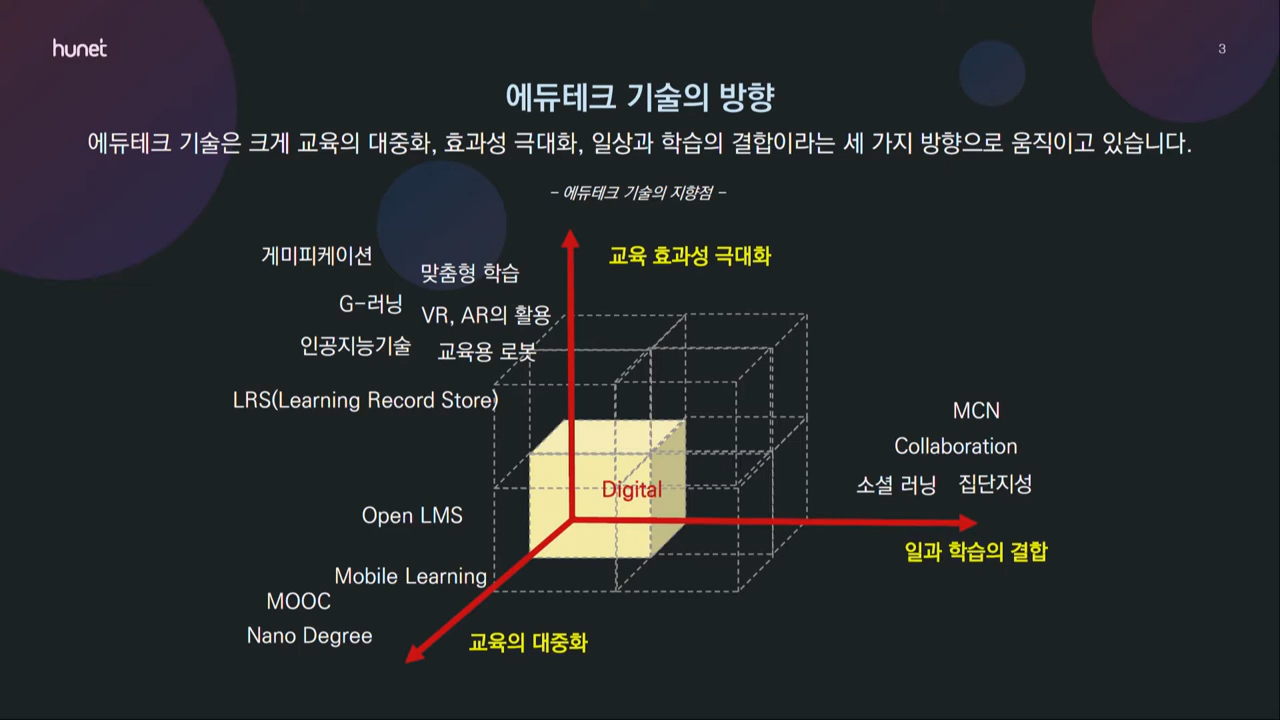 hunet
3
에듀테크 기술의 방향
에듀테크 기술은 크게 교육의 대중화, 효과성 극대화, 일상과 학습의 결합이라는 세 가지 방향으로 움직이고 있습니다.
- 에듀테크 기술의 지향점 -
게미피케이션
맞춤형 학습
교육 효과성 극대화
G-러닝
VR, AR의 활용
인공지능기술
교육용 로봇
LRS(Learning Record Store)
MCN
Collaboration
소셜 러닝
집단지성
Digital
Open LMS
일과 학습의 결합
Mobile Learning
MOOC
Nano Degree
교육의 대중화